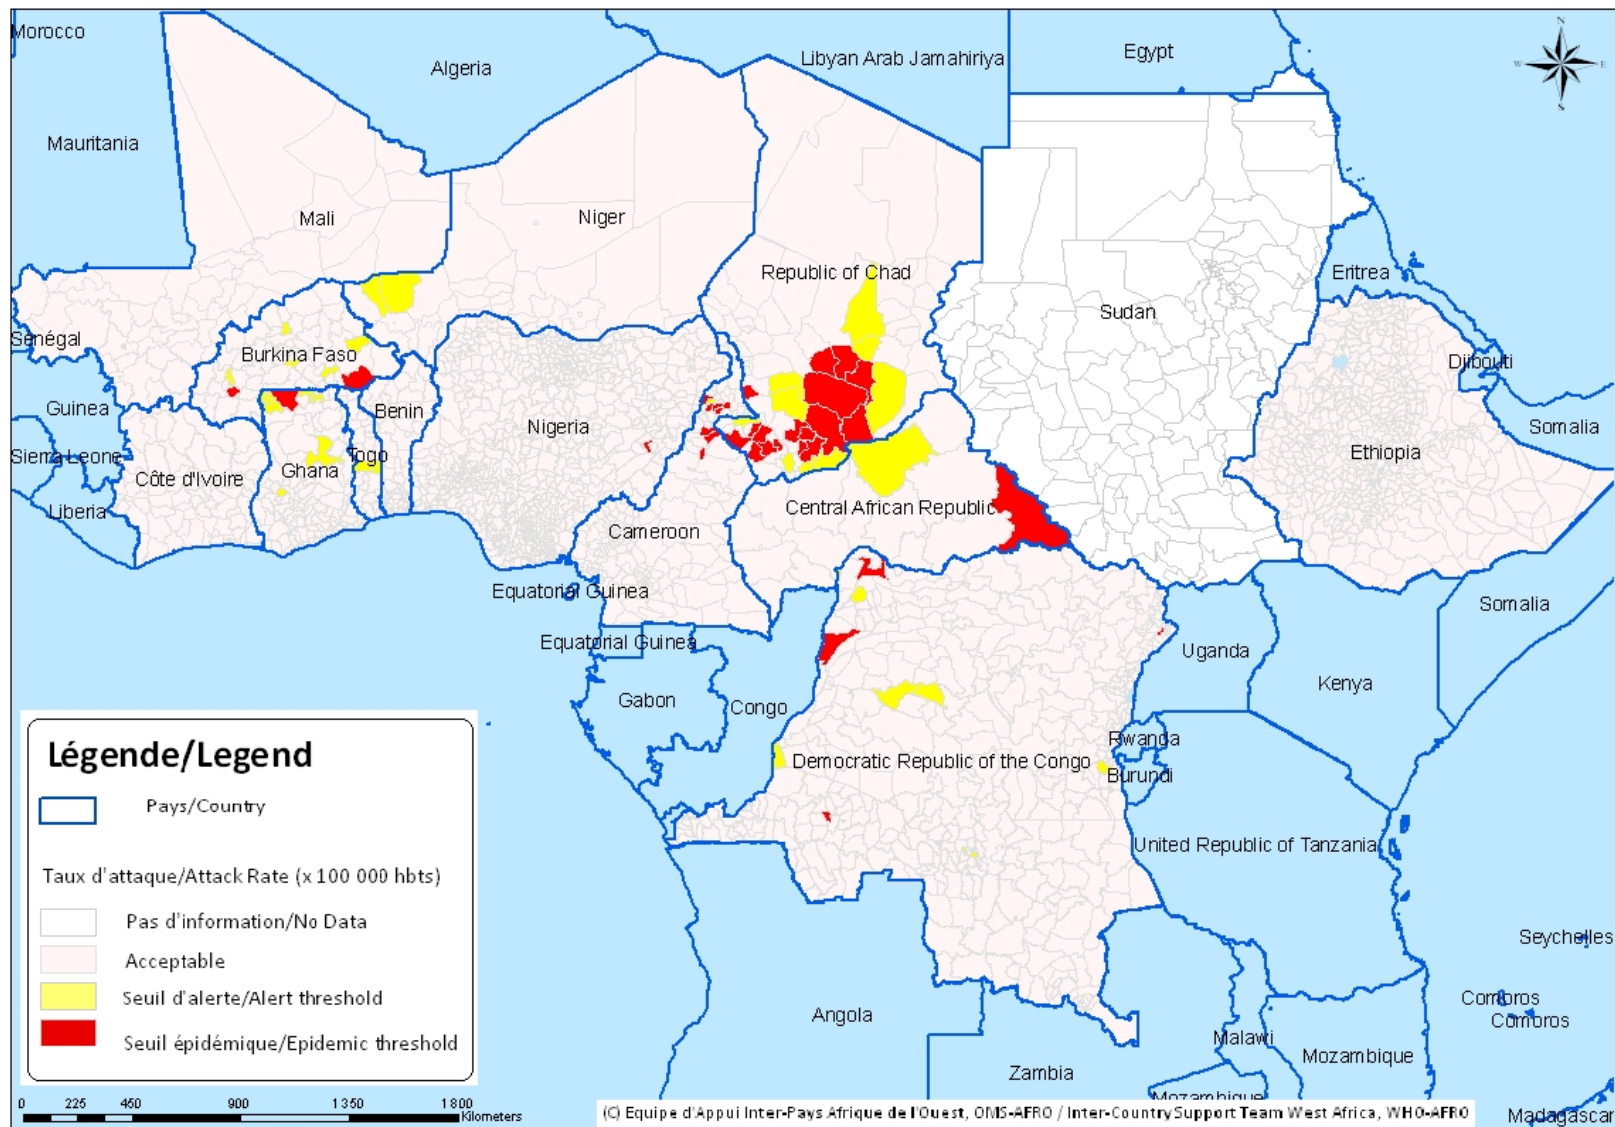 Morocco
Algeria
Libyan Arab Jamahiriya
Egypt
N
W
E
S
Mauritania
Mali
Niger
Republic of Chad
Sudan
Eritrea
Sénégal
Burkina Faso
Djibouti
Guinea
Benin
Nigeria
Somalia
Sierra Leone
Côte d'Ivoire
Ghana
Togo
Ethiopia
Liberia
Cameroon
Central African Republic
Equatorial Guinea
Somalia
Equatorial Guinea
Uganda
Kenya
Gabon
Congo
Rwanda
Democratic Republic of the Congo
Burundi
United Republic of Tanzania
Seychelles
Comoros
Comoros
Angola
Malawi
Mozambique
Zambia
Mozambique
Madagascar
Légende/Legend
Pays/Country
Taux d'attaque/Attack Rate (x 100 000 hbts)
Pas d'information/No Data
Acceptable
Seuil d'alerte/Alert threshold
Seuil épidémique/Epidemic threshold
0 225 450 900 1 350 1 800
Kilometers
(C) Equipe d'Appui Inter-Pays Afrique de l'Ouest, OMS-AFRO / Inter-Country Support Team West Africa, WHO-AFRO